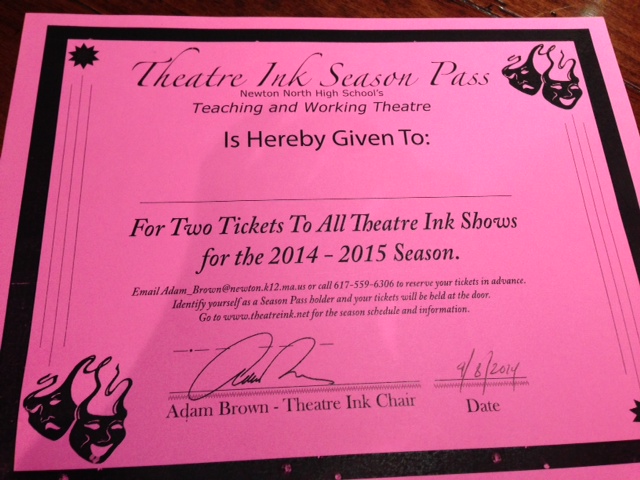 Theatre Ink Season Pass
Newton North High School's
Teaching and Working Theatre
Is Hereby Given To:
For Two Tickets To All Theatre Ink Shows
for the 2014 - 2015 Season.
Email Adam_Brown@newton.k12.ma.us or call 617-559-6306 to reserve your tickets in advance.
Identify yourself as a Season Pass holder and your tickets will be held at the door.
Go to www.theatreink.net for the season schedule and information.
9/8/2014
Adam Brown - Theatre Ink Chair Date